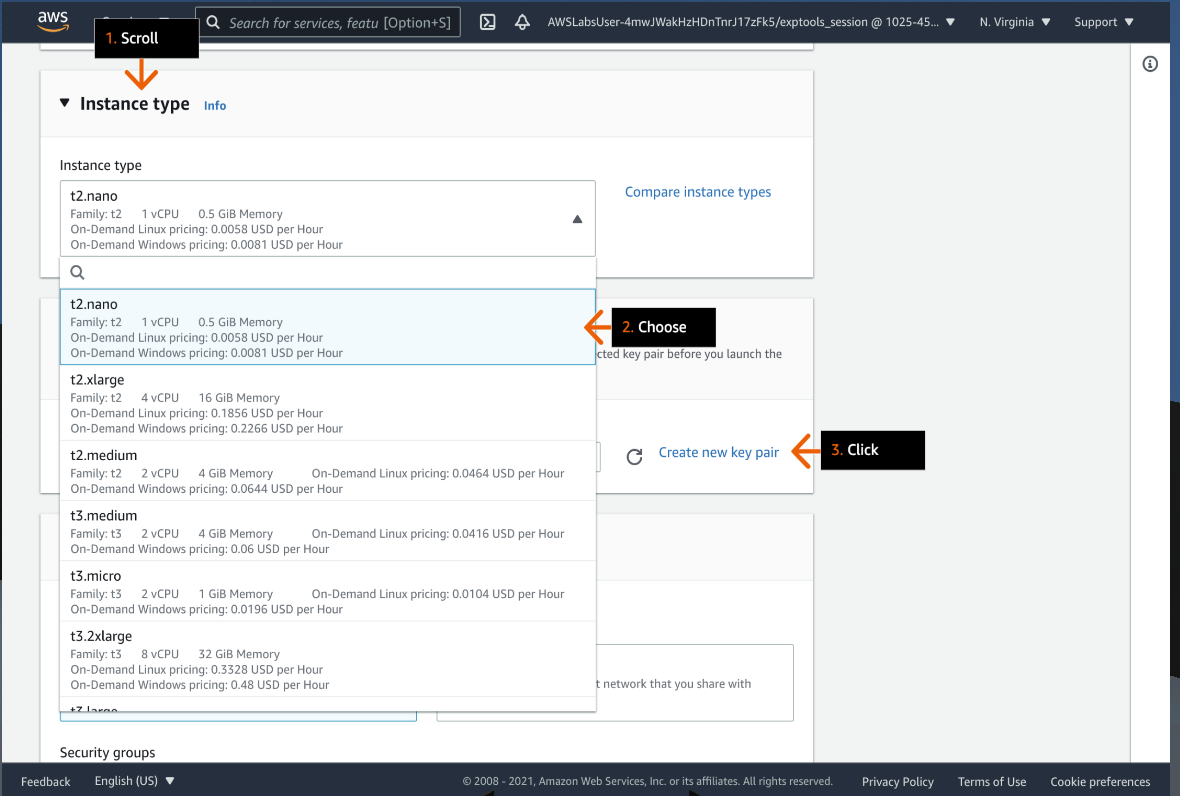 aws
Search for services, featu [Option+S]
AWSLabsUser-4mwJWakHzHDnTnrJ17zFk5/exptools_session @ 1025-45...
N. Virginia
Support
1. Scroll
Instance type Info
Instance type
t2.nano
Family: t2 1 vCPU 0.5 GiB Memory
On-Demand Linux pricing: 0.0058 USD per Hour
On-Demand Windows pricing: 0.0081 USD per Hour
Compare instance types
t2.nano
Family: t2 1 vCPU 0.5 GiB Memory
On-Demand Linux pricing: 0.0058 USD per Hour
On-Demand Windows pricing: 0.0081 USD per Hour
2. Choose
cted key pair before you launch the
t2.xlarge
Family: t2 4 vCPU 16 GiB Memory
On-Demand Linux pricing: 0.1856 USD per Hour
On-Demand Windows pricing: 0.2266 USD per Hour
t2.medium
Family: t2 2 vCPU 4 GiB Memory On-Demand Linux pricing: 0.0464 USD per Hour
On-Demand Windows pricing: 0.0644 USD per Hour
Create new key pair
3. Click
t3.medium
Family: t3 2 vCPU 4 GiB Memory On-Demand Linux pricing: 0.0416 USD per Hour
On-Demand Windows pricing: 0.06 USD per Hour
t3.micro
Family: t3 2 vCPU 1 GiB Memory On-Demand Linux pricing: 0.0104 USD per Hour
On-Demand Windows pricing: 0.0196 USD per Hour
t3.2xlarge
Family: t3 8 vCPU 32 GiB Memory
On-Demand Linux pricing: 0.3328 USD per Hour
On-Demand Windows pricing: 0.48 USD per Hour
t network that you share with
t3.large
Security groups
Feedback
English (US)
© 2008 - 2021, Amazon Web Services, Inc. or its affiliates. All rights reserved.
Privacy Policy
Terms of Use
Cookie preferences